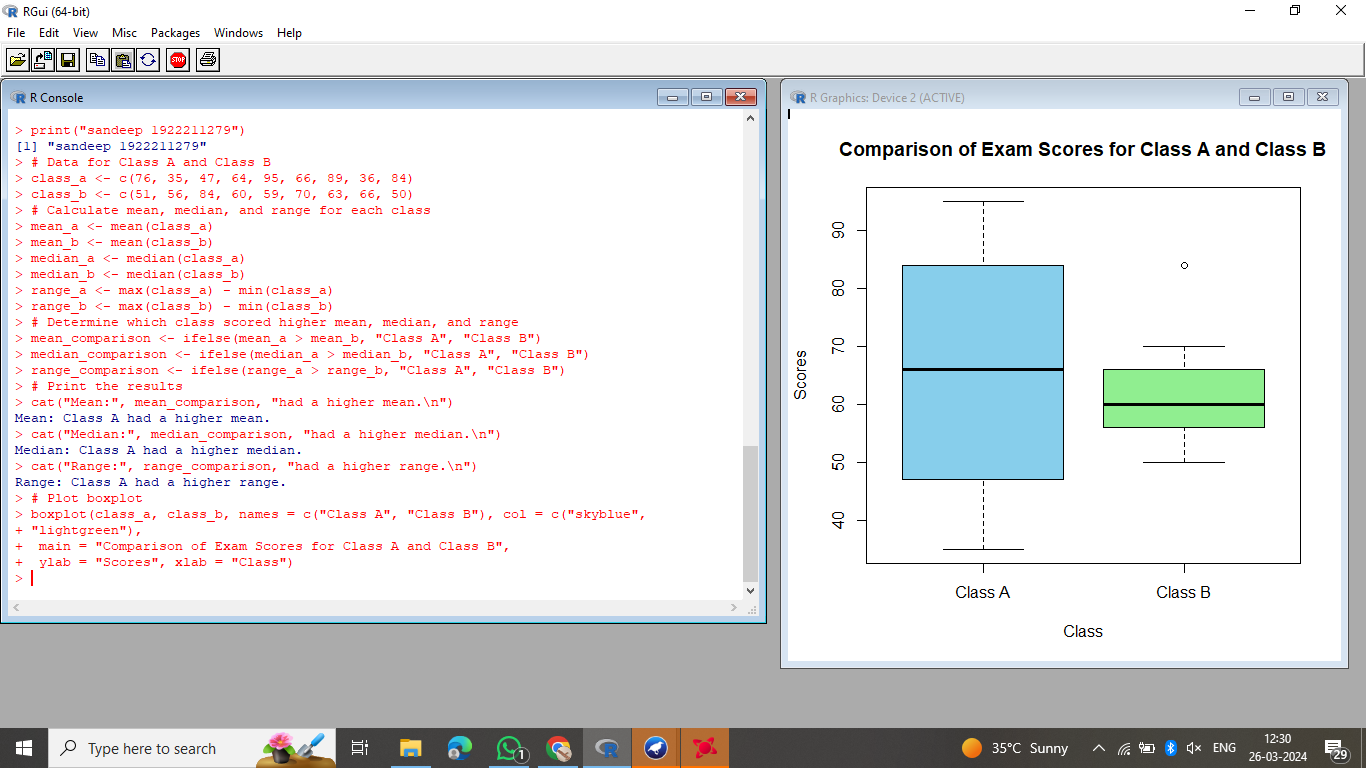 RGui (64-bit)
File Edit View Misc Packages Windows Help
STOP
R Console
> print("sandeep 1922211279")
[1] "sandeep 1922211279"
> # Data for Class A and Class B
> class_a <- c(76, 35, 47, 64, 95, 66, 89, 36, 84)
> class_b <- c(51, 56, 84, 60, 59, 70, 63, 66, 50)
> # Calculate mean, median, and range for each class
> mean_a <- mean(class_a)
> mean_b <- mean(class_b)
> median_a <- median(class_a)
> median_b <- median(class_b)
> range_a <- max(class_a) - min(class_a)
> range_b <- max(class_b) - min(class_b)
> # Determine which class scored higher mean, median, and range
> mean_comparison <- ifelse(mean_a > mean_b, "Class A", "Class B")
> median_comparison <- ifelse(median_a > median_b, "Class A", "Class B")
> range_comparison <- ifelse(range_a > range_b, "Class A", "Class B")
> # Print the results
> cat("Mean:", mean_comparison, "had a higher mean.\n")
Mean: Class A had a higher mean.
> cat("Median:", median_comparison, "had a higher median.\n")
Median: Class A had a higher median.
> cat("Range:", range_comparison, "had a higher range.\n")
Range: Class A had a higher range.
> # Plot boxplot
> boxplot(class_a, class_b, names = c("Class A", "Class B"), col = c("skyblue",
+ "lightgreen"),
+  main = "Comparison of Exam Scores for Class A and Class B",
+  ylab = "Scores", xlab = "Class")
>
R Graphics: Device 2 (ACTIVE)
Comparison of Exam Scores for Class A and Class B
Scores
90
80
70
60
50
40
Class A Class B
Class
Type here to search
1
35°C Sunny
ENG
12:30
26-03-2024
29